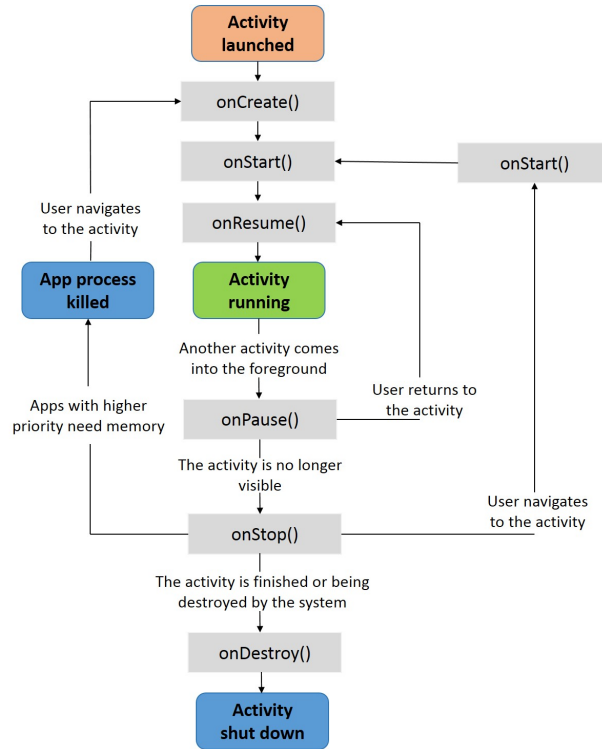 Activity
launched
onCreate()
onStart()
onStart()
User navigates
to the activity
onResume()
App process
killed
Activity
running
Another activity comes
into the foreground
User returns to
the activity
Apps with higher
priority need memory
onPause()
The activity is no longer
visible
User navigates
to the activity
onStop()
The activity is finished or being
destroyed by the system
onDestroy()
Activity
shut down